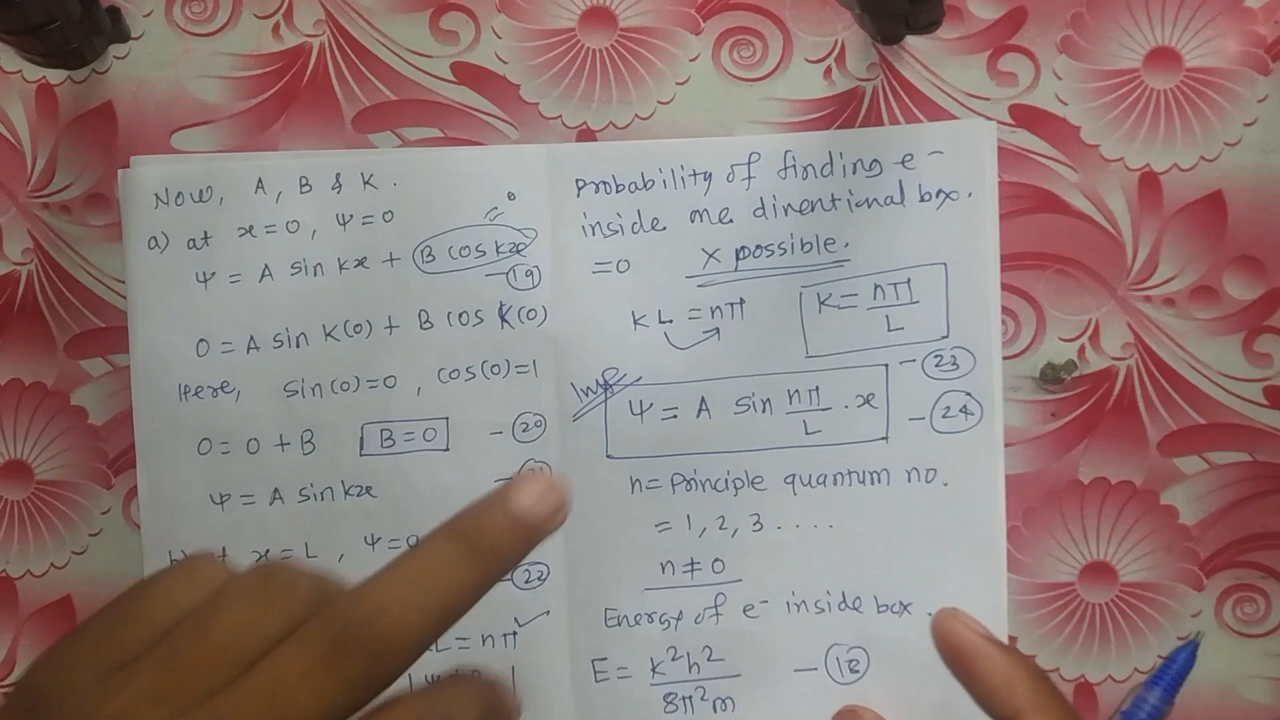 Now, A, B & K.
a) at x=0, Ψ=0
0
Ψ = A sin kx + B cos kx
-19
0 = A sin K(0) + B cos K(0)
Here, sin(0)=0, cos(0)=1
0 = 0 + B B=0 -20
Ψ = A sin kx
x=L, Ψ=0
22
L = nπ ✓
Probability of finding e-
inside one dimentional box.
=0 X possible.
KL = nπ K = nπ/L
-23
Imp
Ψ = A sin nπ/L . x -24
n = Principle quantum no.
= 1, 2, 3 ....
n ≠ 0
Energy of e- inside box.
E = k²h²/8π²m -18